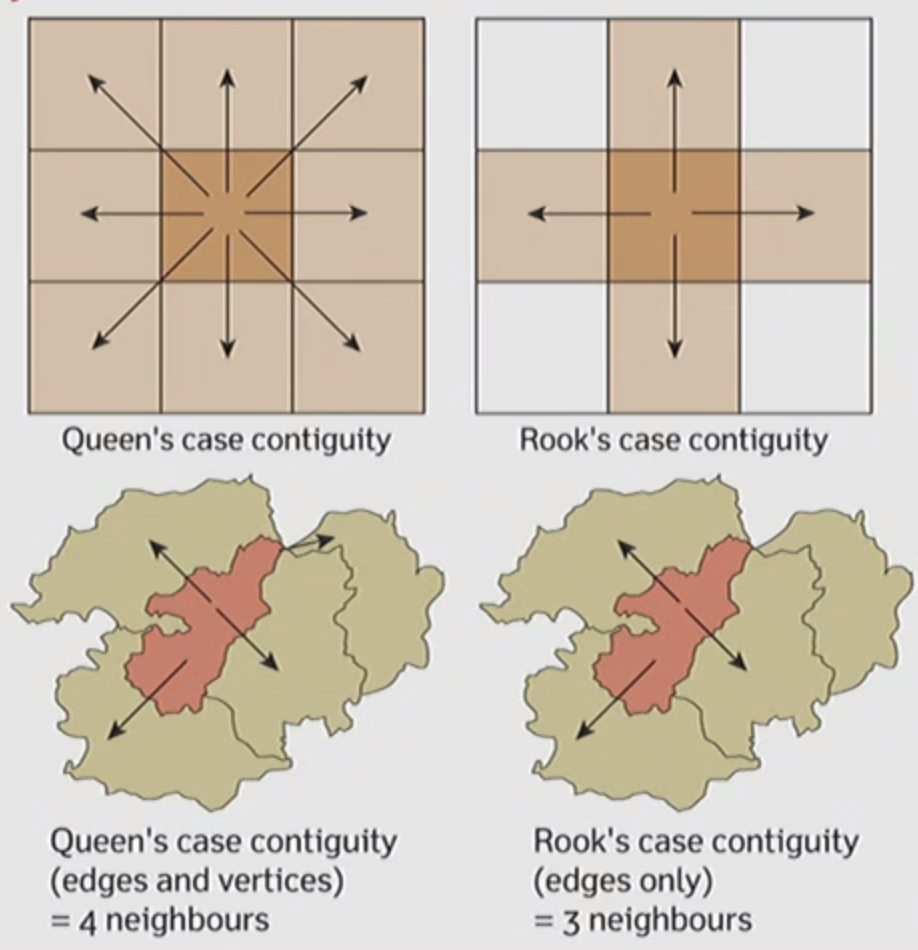 Queen's case contiguity
Rook's case contiguity
Queen's case contiguity
(edges and vertices)
= 4 neighbours
Rook's case contiguity
(edges only)
= 3 neighbours